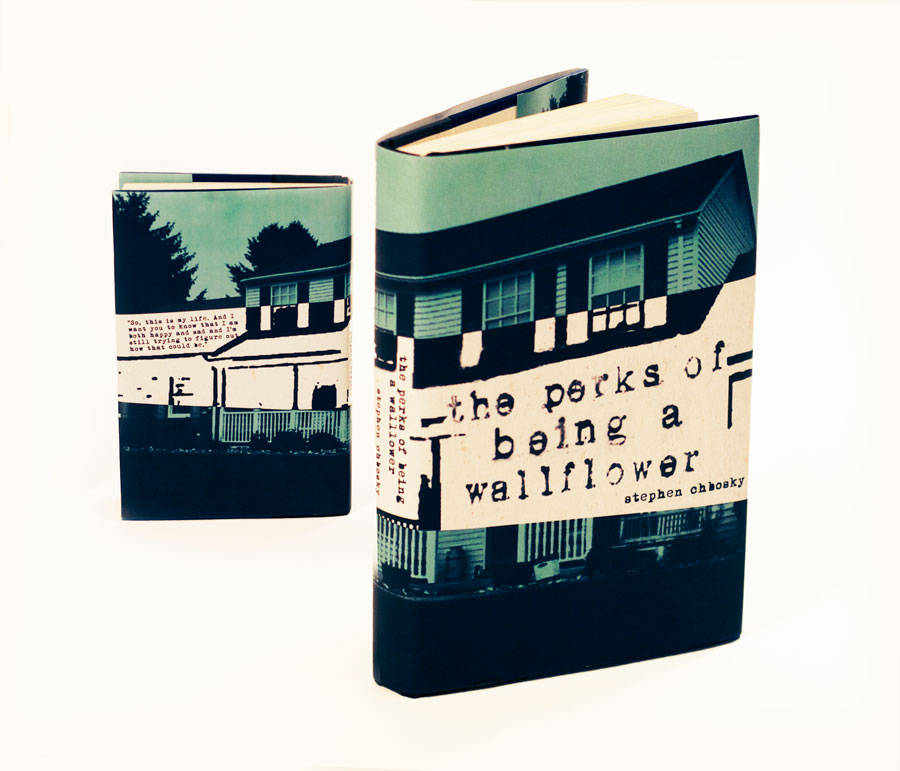 "So, this is my life. And I
want you to know that I am
both happy and sad and I'm
still trying to figure out
how that could be."
the perks of being
a wallflower
stephen chbosky
the perks of
being a
wallflower
stephen chbosky